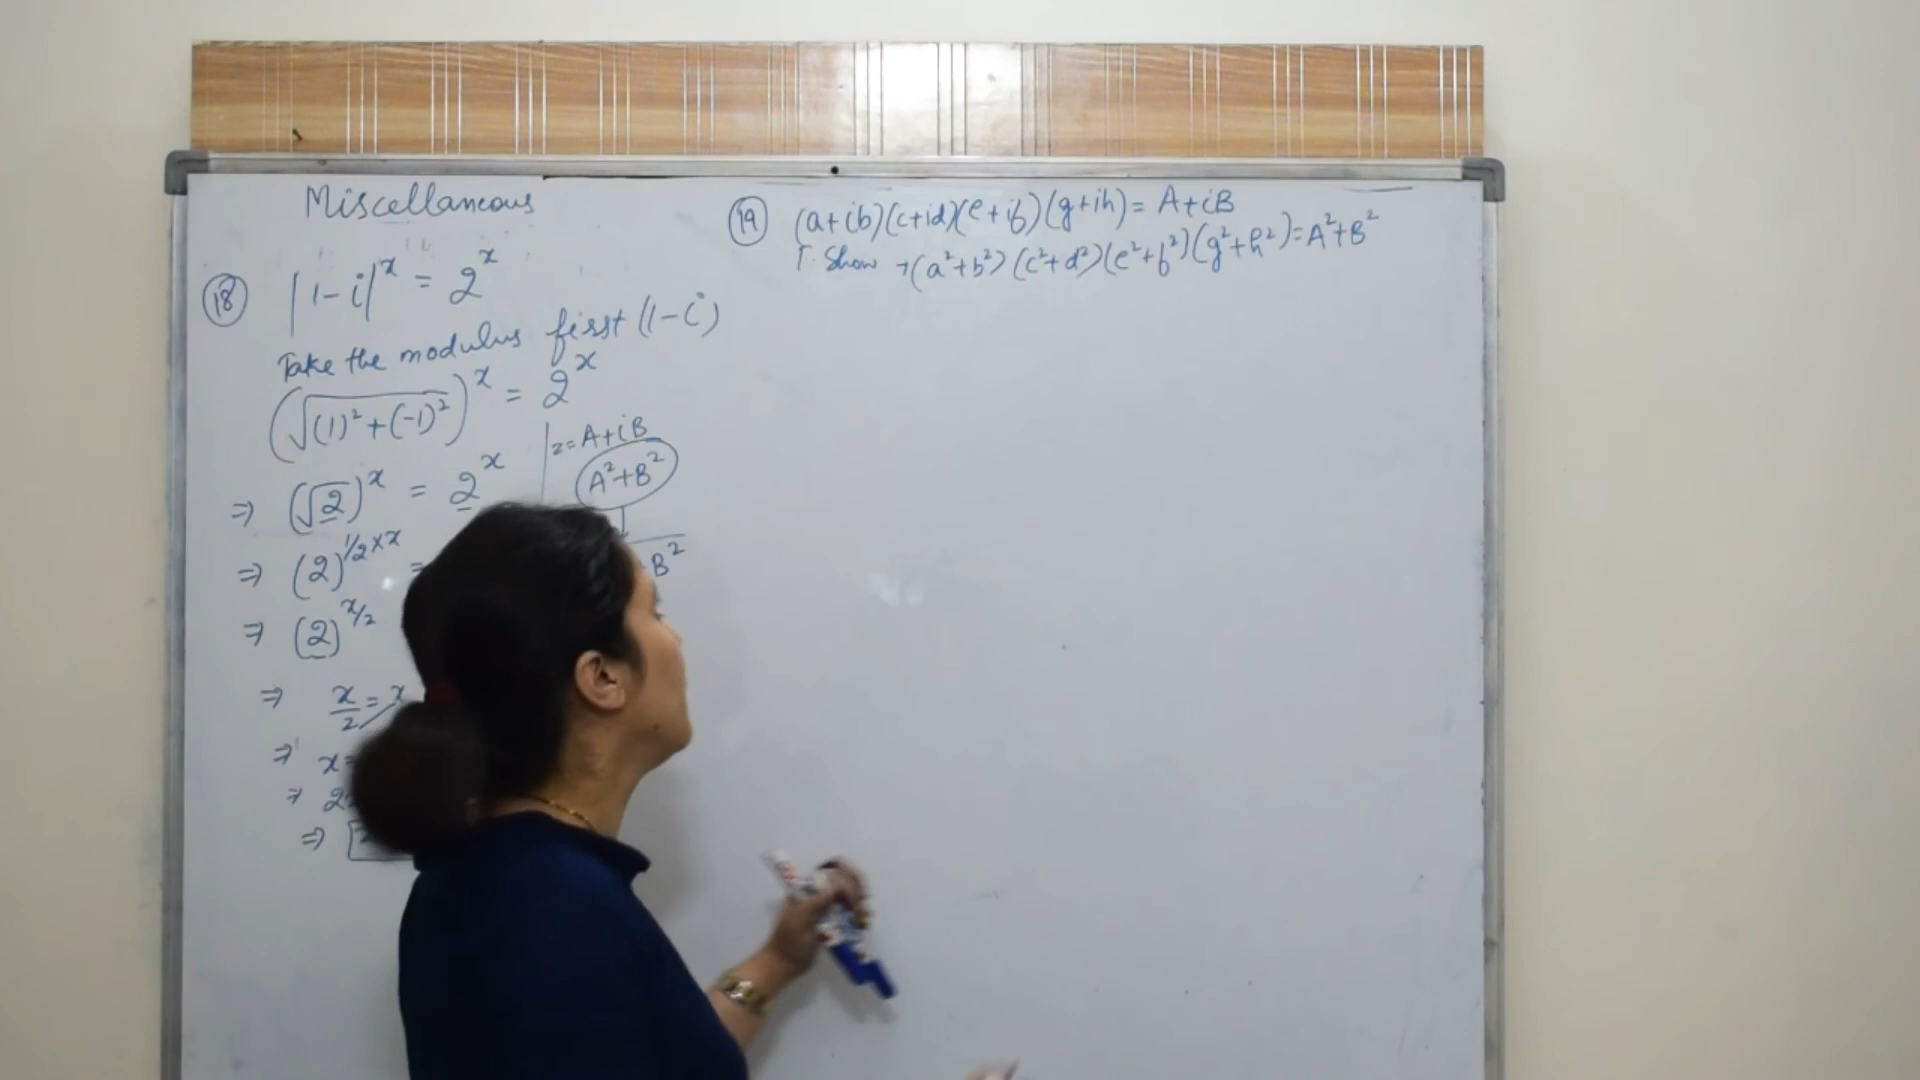 Miscellaneous
(18) |1-i|^x = 2^x
Take the modulus first (1-i)
(√(1)²+(-1)²)^x = 2^x
⇒ (√2)^x = 2^x
⇒ (2)^1/2×x =
⇒ (2)^x/2
⇒ x/2 = x
⇒ x=
⇒ 2
⇒
z=A+iB
A²+B²
B²
(19) (a+ib)(c+id)(e+if)(g+ih)= A+iB
T. Show → (a²+b²)(c²+d²)(e²+f²)(g²+h²)=A²+B²